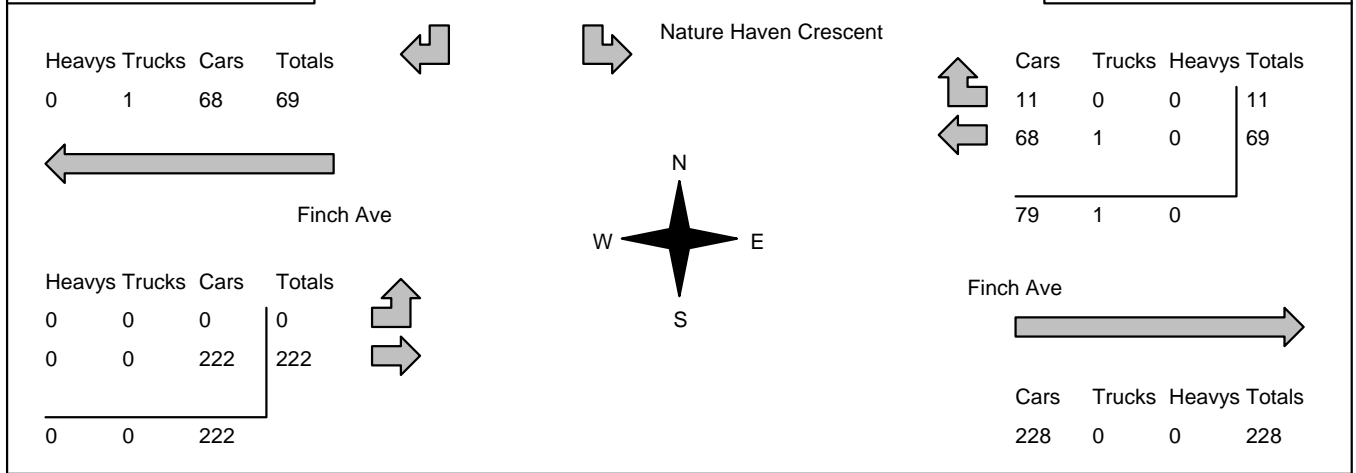 Nature Haven Crescent
Heavys Trucks Cars Totals
0 1 68 69
Cars Trucks Heavys Totals
11 0 0 11
68 1 0 69
79 1 0
N
W E
S
Finch Ave
Heavys Trucks Cars Totals
0 0 0 0
0 0 222 222
0 0 222
Finch Ave
Cars Trucks Heavys Totals
228 0 0 228